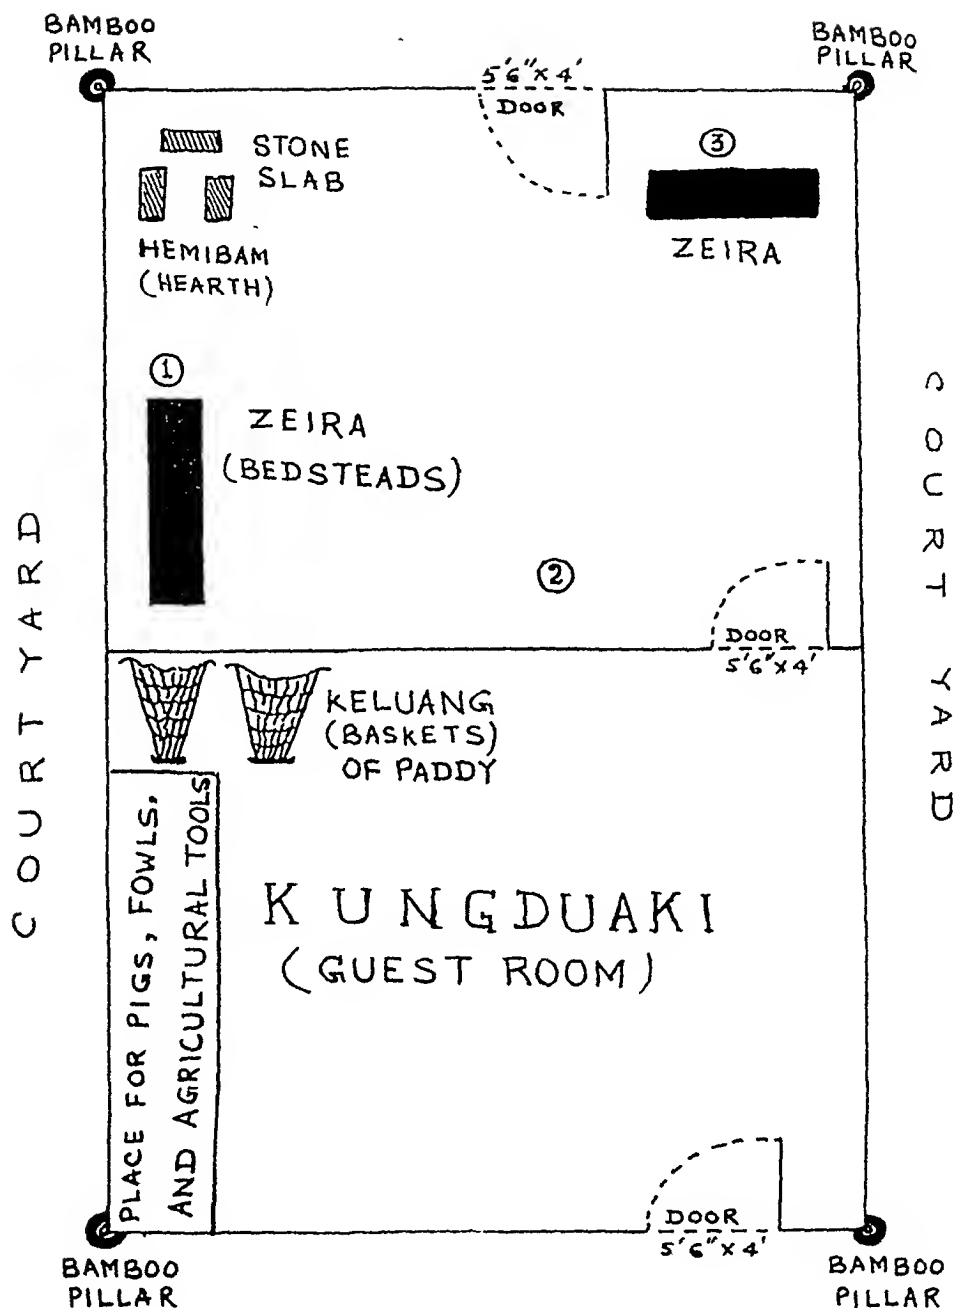 BAMBOO
PILLAR
BAMBOO
PILLAR
5'6"X4'
DOOR
STONE
SLAB
3
ZEIRA
HEMIBAM
(HEARTH)
1
ZEIRA
(BEDSTEADS)
COURT YARD
COURT YARD
2
DOOR
5'6"X4'
KELUANG
(BASKETS)
OF PADDY
PLACE FOR PIGS, FOWLS,
AND AGRICULTURAL TOOLS
KUNGDUAKI
(GUEST ROOM)
DOOR
5'6"X4'
BAMBOO
PILLAR
BAMBOO
PILLAR